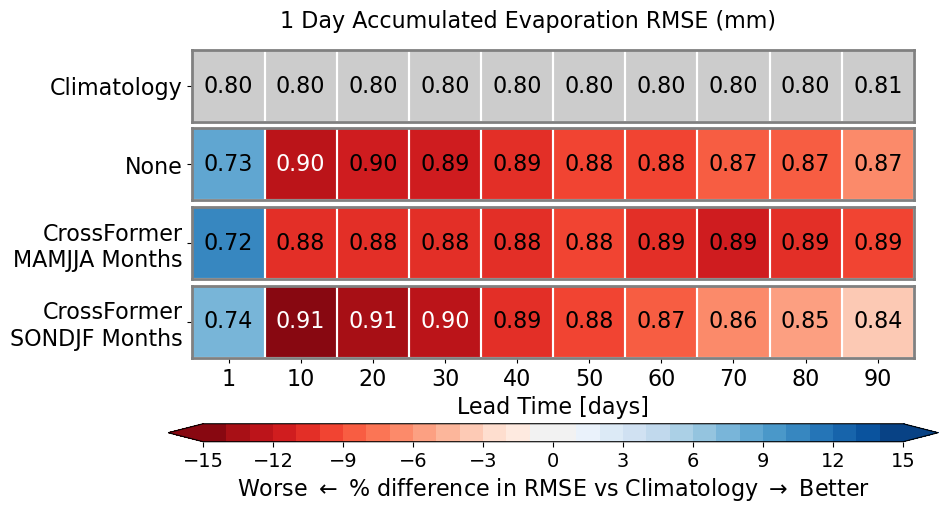 1 Day Accumulated Evaporation RMSE (mm)
Climatology 0.80 0.80 0.80 0.80 0.80 0.80 0.80 0.80 0.80 0.81
None 0.73 0.90 0.90 0.89 0.89 0.88 0.88 0.87 0.87 0.87
CrossFormer
MAMJJA Months 0.72 0.88 0.88 0.88 0.88 0.88 0.89 0.89 0.89 0.89
CrossFormer
SONDJF Months 0.74 0.91 0.91 0.90 0.89 0.88 0.87 0.86 0.85 0.84
1 10 20 30 40 50 60 70 80 90
Lead Time [days]
−15 −12 −9 −6 −3 0 3 6 9 12 15
Worse ← % difference in RMSE vs Climatology → Better